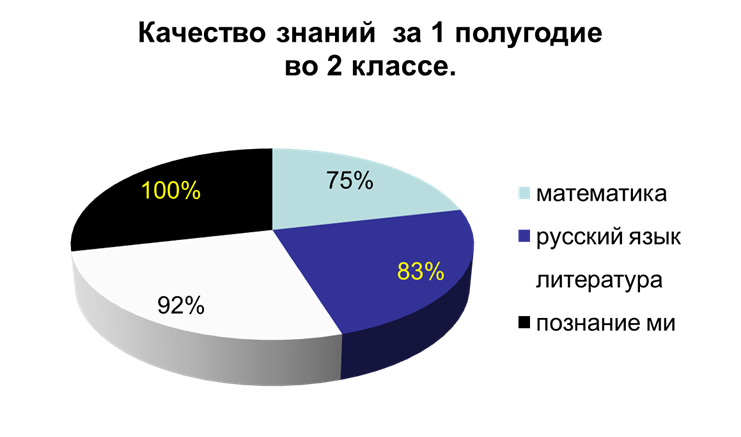 Качество знаний за 1 полугодие
во 2 классе.
100%
75%
83%
92%
математика
русский язык
литература
познание ми